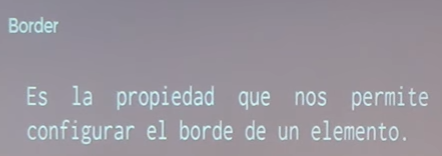 Border
Es la propiedad que nos permite
configurar el borde de un elemento.